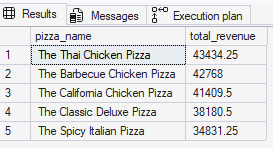 Results Messages Execution plan
pizza_name total_revenue
1 The Thai Chicken Pizza 43434.25
2 The Barbecue Chicken Pizza 42768
3 The California Chicken Pizza 41409.5
4 The Classic Deluxe Pizza 38180.5
5 The Spicy Italian Pizza 34831.25